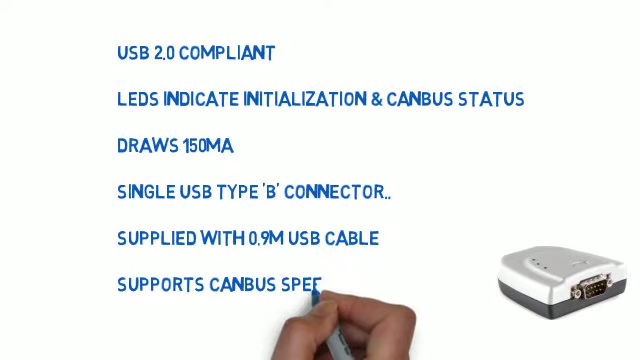 USB 2.0 COMPLIANT
LEDS INDICATE INITIALIZATION & CANBUS STATUS
DRAWS 150MA
SINGLE USB TYPE 'B' CONNECTOR..
SUPPLIED WITH 0.9M USB CABLE
SUPPORTS CANBUS